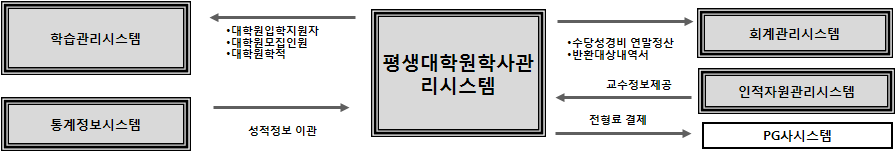 학습관리시스템
•대학원입학지원자
•대학원모집인원
•대학원학적
통계정보시스템
성적정보 이관
평생대학원학사관
리시스템
•수당성경비 연말정산
•반환대상내역서
회계관리시스템
교수정보제공
인적자원관리시스템
전형료 결제
PG사시스템